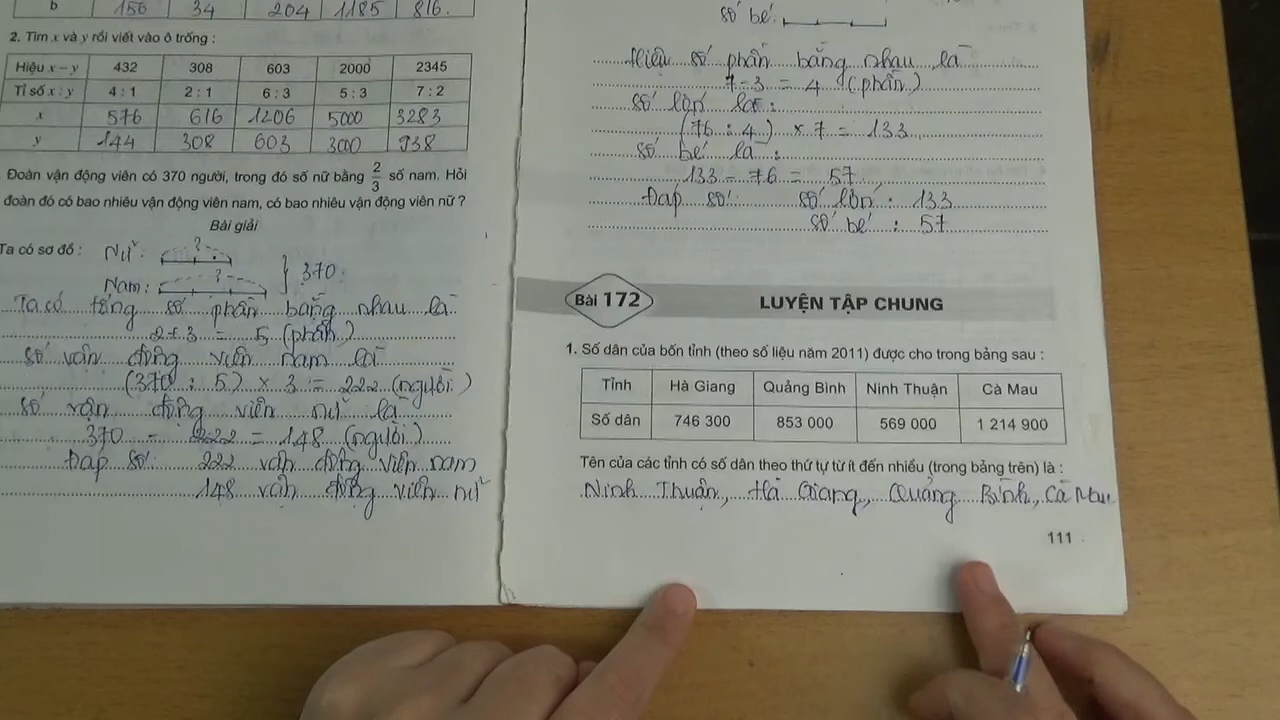 b 156 34 204 1185 816.
2. Tìm x và y rồi viết vào ô trống :
Hiệu x – y 432 308 603 2000 2345
Tỉ số x : y 4 : 1 2 : 1 6 : 3 5 : 3 7 : 2
x 576 616 1206 5000 3283
y 144 308 603 3000 938
Đoàn vận động viên có 370 người, trong đó số nữ bằng 2/3 số nam. Hỏi
đoàn đó có bao nhiêu vận động viên nam, có bao nhiêu vận động viên nữ ?
Bài giải
Ta có sơ đồ : Nữ : ?
Nam : ? 370
Ta có tổng số phần bằng nhau là
2 + 3 = 5 (phần)
số vận động viên nam là
(370 : 5) x 3 = 222 (người)
số vận động viên nữ là
370 - 222 = 148 (người)
Đáp số: 222 vận động viên nam
148 vận động viên nữ
số bé:
Hiệu số phần bằng nhau là
7 - 3 = 4 (phần)
số lớn là :
(76 : 4) x 7 = 133
số bé là :
133 - 76 = 57
Đáp số: số lớn : 133
số bé : 57
Bài 172 LUYỆN TẬP CHUNG
1. Số dân của bốn tỉnh (theo số liệu năm 2011) được cho trong bảng sau :
Tỉnh Hà Giang Quảng Bình Ninh Thuận Cà Mau
Số dân 746 300 853 000 569 000 1 214 900
Tên của các tỉnh có số dân theo thứ tự từ ít đến nhiều (trong bảng trên) là :
Ninh Thuận, Hà Giang, Quảng Bình, Cà Mau
111